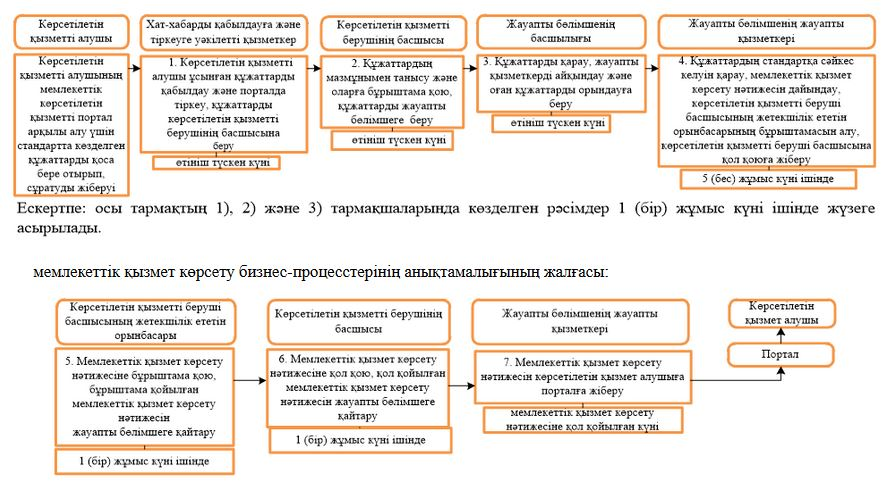 Көрсетілетін
қызметті алушы
Хат-хабарды қабылдауға және
тіркеуге уәкілетті қызметкер
Көрсетілетін қызметті
берушінің басшысы
Жауапты бөлімшенің
басшылығы
Жауапты бөлімшенің жауапты
қызметкері
Көрсетілетін
қызметті алушының
мемлекеттік
көрсетілетін
қызметті портал
арқылы алу үшін
стандартта көзделген
құжаттарды қоса
бере отырып,
сұратуды жіберуі
1. Көрсетілетін қызметті
алушы ұсынған құжаттарды
қабылдау және порталда
тіркеу, құжаттарды
көрсетілетін қызметті
берушінің басшысына
беру
өтініш түскен күні
2. Құжаттардың
мазмұнымен танысу және
оларға бұрыштама қою,
құжаттарды жауапты
бөлімшеге беру
өтініш түскен күні
3. Құжаттарды қарау, жауапты
қызметкерді айқындау және
оған құжаттарды орындауға
беру
өтініш түскен күні
4. Құжаттардың стандартқа сәйкес
келуін қарау, мемлекеттік қызмет
көрсету нәтижесін дайындау,
көрсетілетін қызметті беруші
басшысының жетекшілік ететін
орынбасарының бұрыштамасын алу,
көрсетілетін қызметті беруші басшысына
қол қоюға жіберу
5 (бес) жұмыс күні ішінде
Ескертпе: осы тармақтың 1), 2) және 3) тармақшаларында көзделген рәсімдер 1 (бір) жұмыс күні ішінде жүзеге
асырылады.
мемлекеттік қызмет көрсету бизнес-процесстерінің анықтамалығының жалғасы:
Көрсетілетін қызметті беруші
басшысының жетекшілік ететін
орынбасары
Көрсетілетін қызметті берушінің
басшысы
Жауапты бөлімшенің жауапты
қызметкері
Көрсетілетін
қызмет алушы
Портал
5. Мемлекеттік қызмет көрсету
нәтижесіне бұрыштама қою,
бұрыштама қойылған
мемлекеттік қызмет көрсету
нәтижесін
жауапты бөлімшеге қайтару
1 (бір) жұмыс күні ішінде
6. Мемлекеттік қызмет көрсету
нәтижесіне қол қою, қол қойылған
мемлекеттік қызмет көрсету
нәтижесін жауапты бөлімшеге
қайтару
1 (бір) жұмыс күні ішінде
7. Мемлекеттік қызмет көрсету
нәтижесін көрсетілетін қызмет алушыға
порталға жіберу
мемлекеттік қызмет көрсету
нәтижесіне қол қойылған күні